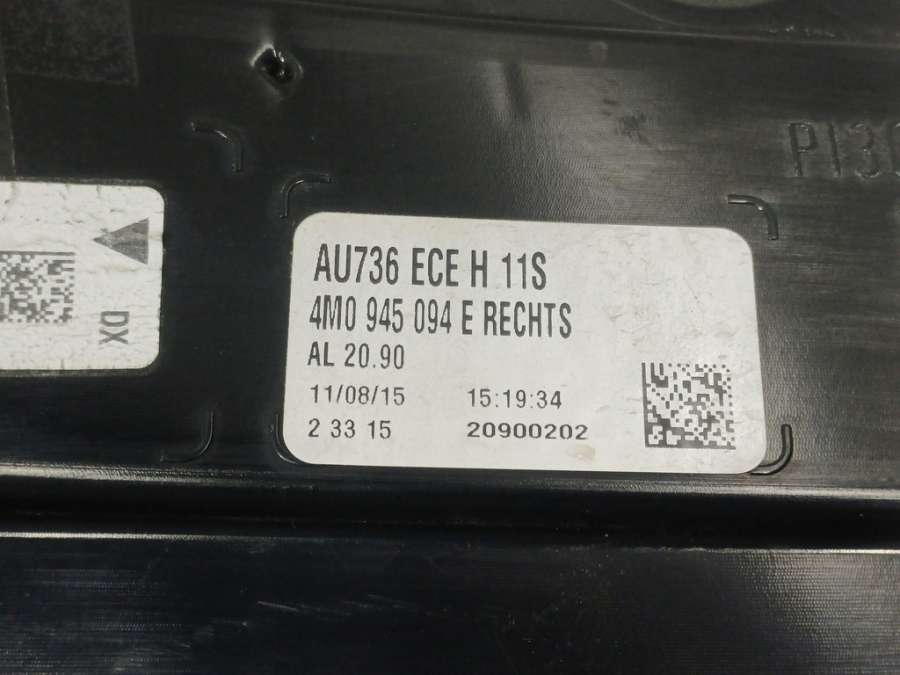 PI3
AU736 ECE H 11S
4M0 945 094 E RECHTS
AL 20.90
11/08/15 15:19:34
2 33 15 20900202
DX